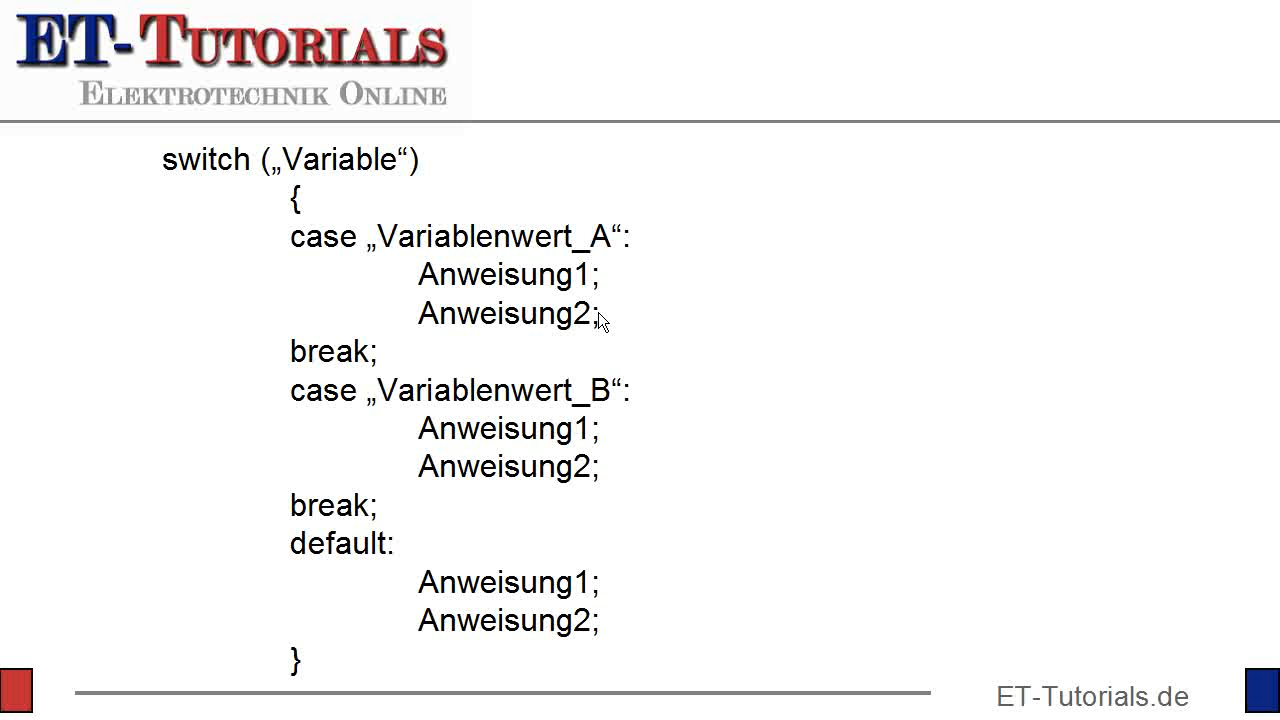 ET-TUTORIALS
ELEKTROTECHNIK ONLINE
switch („Variable“)
{
case „Variablenwert_A“:
Anweisung1;
Anweisung2;
break;
case „Variablenwert_B“:
Anweisung1;
Anweisung2;
break;
default:
Anweisung1;
Anweisung2;
}
ET-Tutorials.de